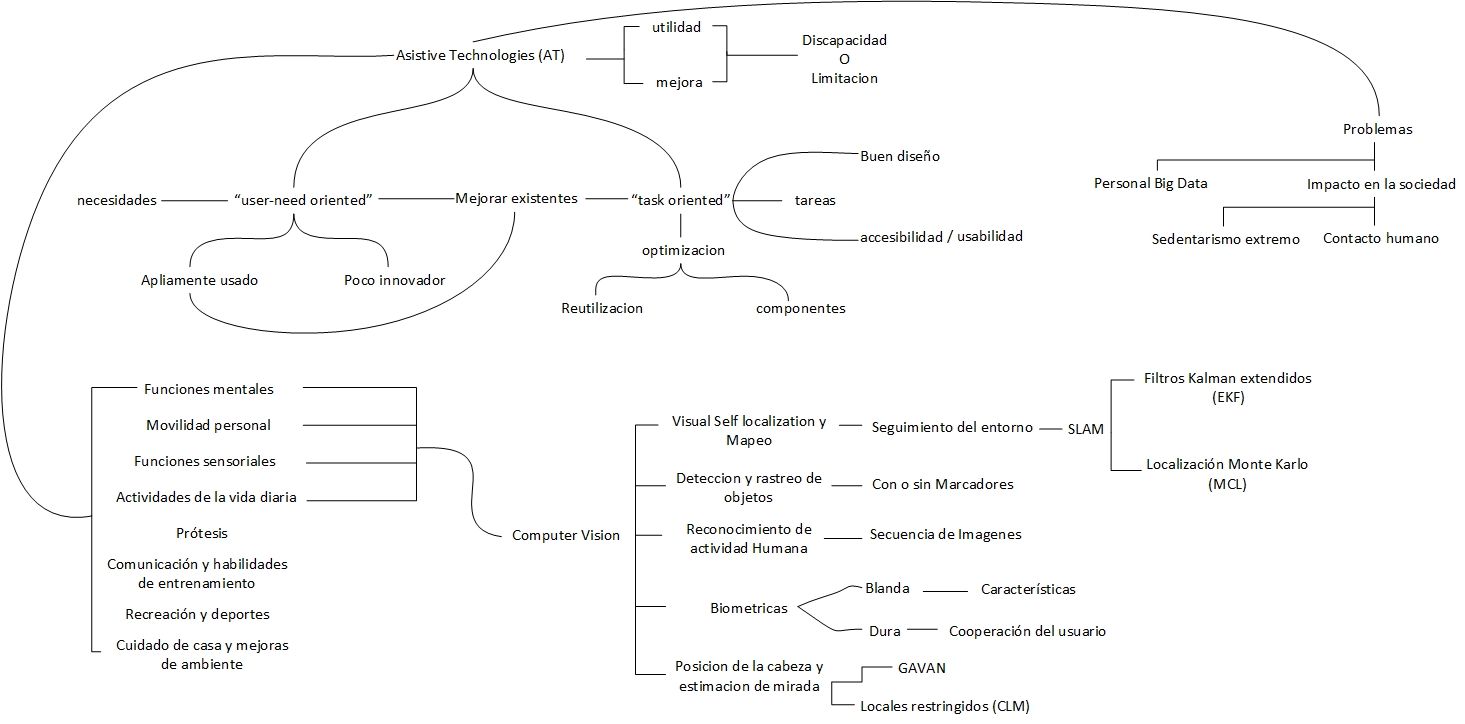 utilidad
Asistive Technologies (AT)
mejora
Discapacidad
O
Limitacion
Problemas
Personal Big Data
Impacto en la sociedad
Sedentarismo extremo
Contacto humano
necesidades
“user-need oriented”
Mejorar existentes
“task oriented”
Buen diseño
tareas
accesibilidad / usabilidad
Apliamente usado
Poco innovador
optimizacion
Reutilizacion
componentes
Funciones mentales
Movilidad personal
Funciones sensoriales
Actividades de la vida diaria
Prótesis
Comunicación y habilidades
de entrenamiento
Recreación y deportes
Cuidado de casa y mejoras
de ambiente
Computer Vision
Visual Self localization y
Mapeo
Seguimiento del entorno
SLAM
Filtros Kalman extendidos
(EKF)
Localización Monte Karlo
(MCL)
Deteccion y rastreo de
objetos
Con o sin Marcadores
Reconocimiento de
actividad Humana
Secuencia de Imagenes
Biometricas
Blanda
Características
Dura
Cooperación del usuario
Posicion de la cabeza y
estimacion de mirada
GAVAN
Locales restringidos (CLM)